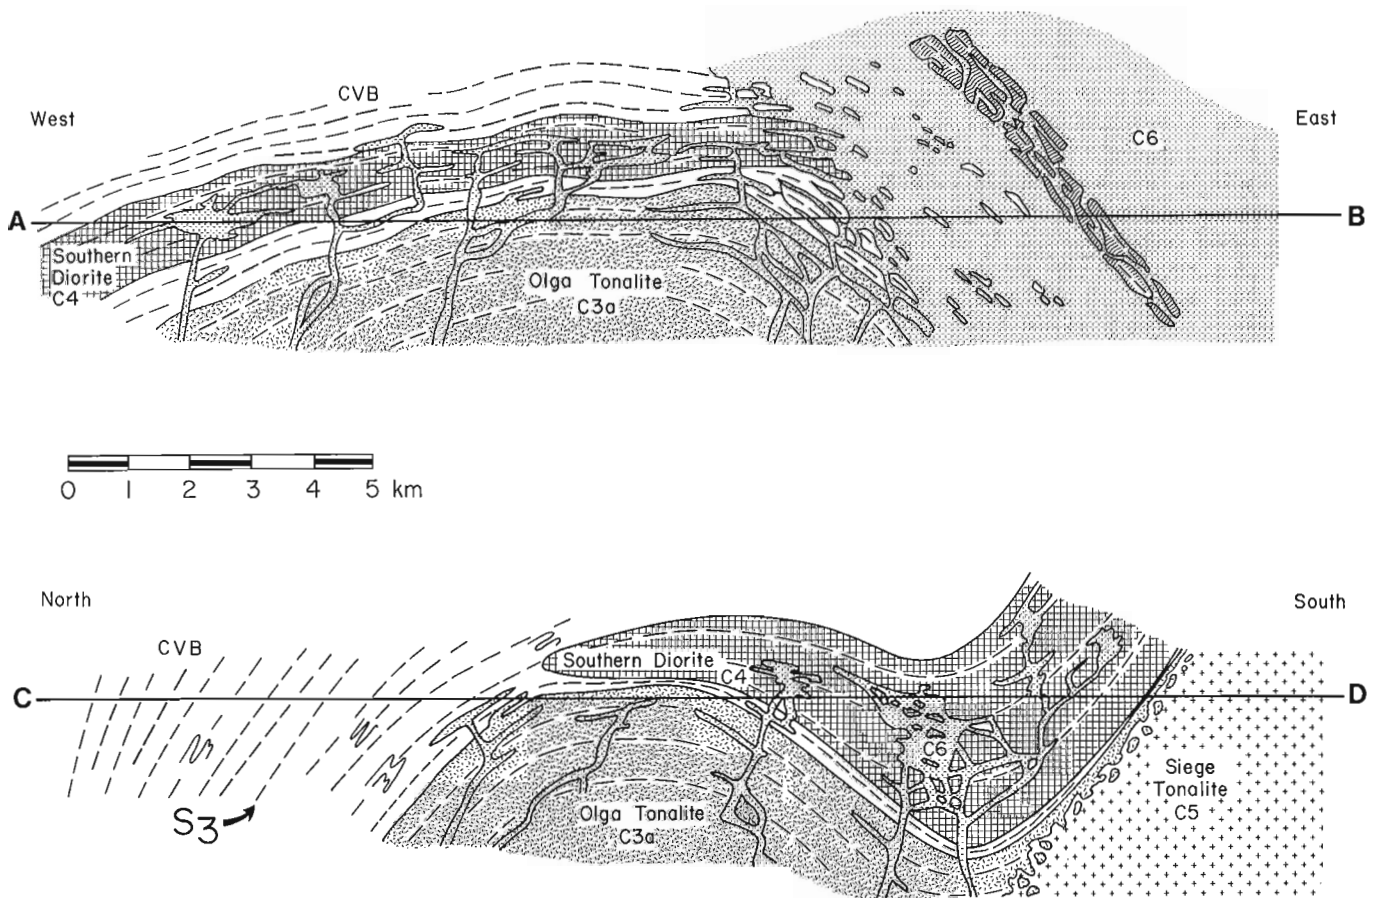 CVB
West
East
C6
A
B
Southern
Diorite
C4
Olga Tonalite
C3a
0 1 2 3 4 5 km
North
South
CVB
Southern Diorite
C4
C
D
C6
Siege
Tonalite
C5
Olga Tonalite
C3a
S3